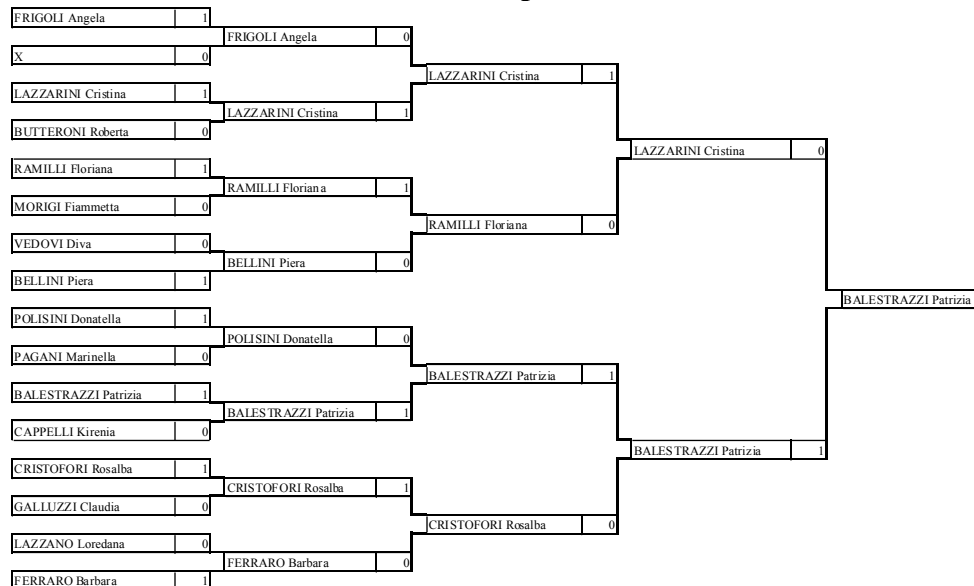 FRIGOLI Angela 1
X 0
LAZZARINI Cristina 1
BUTTERONI Roberta 0
RAMILLI Floriana 1
MORIGI Fiammetta 0
VEDOVI Diva 0
BELLINI Piera 1
POLISINI Donatella 1
PAGANI Marinella 0
BALESTRAZZI Patrizia 1
CAPPELLI Kirenia 0
CRISTOFORI Rosalba 1
GALLUZZI Claudia 0
LAZZANO Loredana 0
FERRARO Barbara 1
FRIGOLI Angela 0
LAZZARINI Cristina 1
RAMILLI Floriana 1
BELLINI Piera 0
POLISINI Donatella 0
BALESTRAZZI Patrizia 1
CRISTOFORI Rosalba 1
FERRARO Barbara 0
LAZZARINI Cristina 1
RAMILLI Floriana 0
BALESTRAZZI Patrizia 1
CRISTOFORI Rosalba 0
LAZZARINI Cristina 0
BALESTRAZZI Patrizia 1
BALESTRAZZI Patrizia